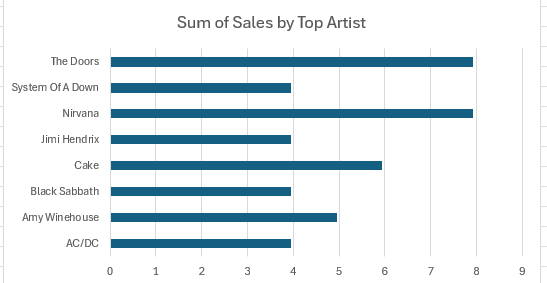 Sum of Sales by Top Artist
The Doors
System Of A Down
Nirvana
Jimi Hendrix
Cake
Black Sabbath
Amy Winehouse
AC/DC
0 1 2 3 4 5 6 7 8 9